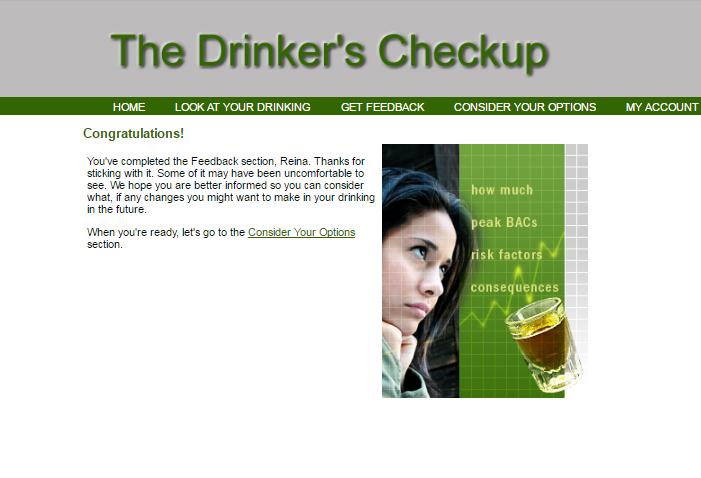 The Drinker's Checkup
HOME LOOK AT YOUR DRINKING GET FEEDBACK CONSIDER YOUR OPTIONS MY ACCOUNT
Congratulations!
You've completed the Feedback section, Reina. Thanks for
sticking with it. Some of it may have been uncomfortable to
see. We hope you are better informed so you can consider
what, if any changes you might want to make in your drinking
in the future.
When you're ready, let's go to the Consider Your Options
section.
how much
peak BACs
risk factors
consequences